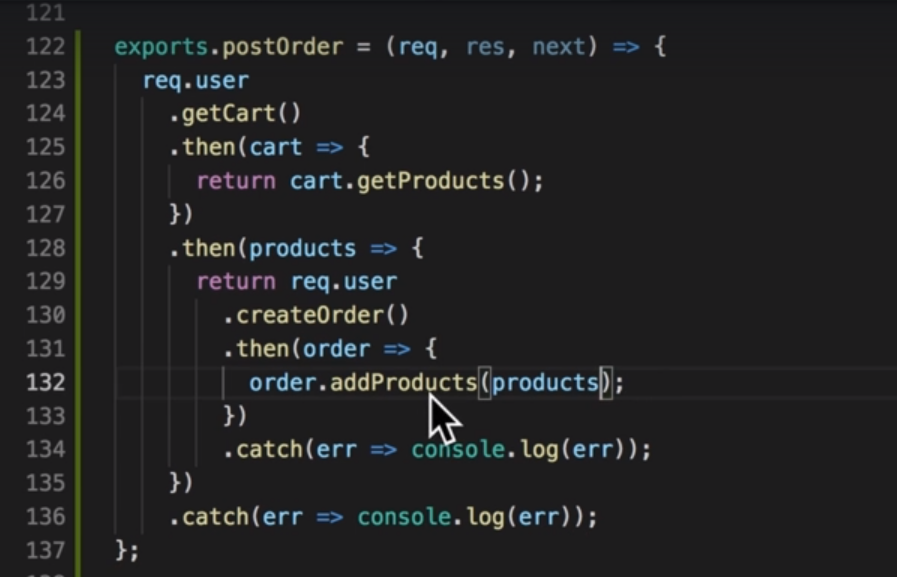 121
122 exports.postOrder = (req, res, next) => {
123 req.user
124 .getCart()
125 .then(cart => {
126 return cart.getProducts();
127 })
128 .then(products => {
129 return req.user
130 .createOrder()
131 .then(order => {
132 order.addProducts(products);
133 })
134 .catch(err => console.log(err));
135 })
136 .catch(err => console.log(err));
137 };